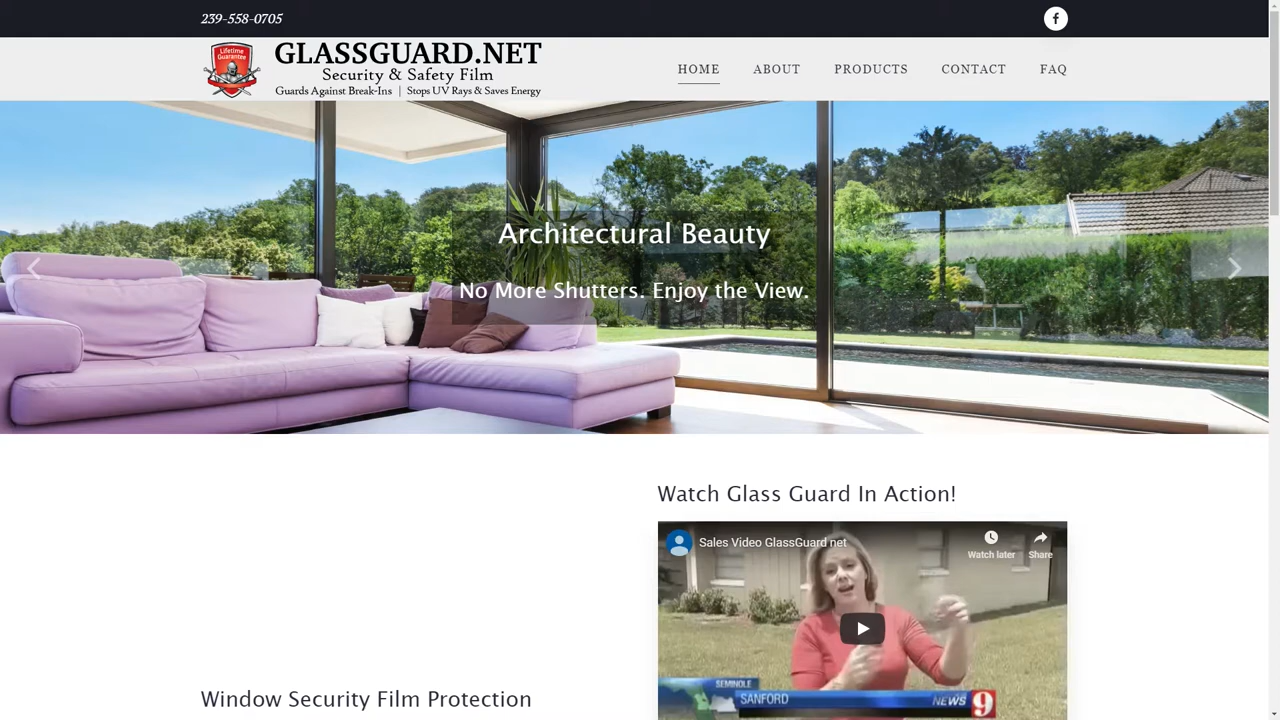 239-558-0705
Lifetime
Guarantee
GLASSGUARD.NET
Security & Safety Film
Guards Against Break-Ins | Stops UV Rays & Saves Energy
HOME ABOUT PRODUCTS CONTACT FAQ
Architectural Beauty
No More Shutters. Enjoy the View.
Watch Glass Guard In Action!
Sales Video GlassGuard net
Watch later Share
SEMINOLE
SANFORD NEWS 9
Window Security Film Protection